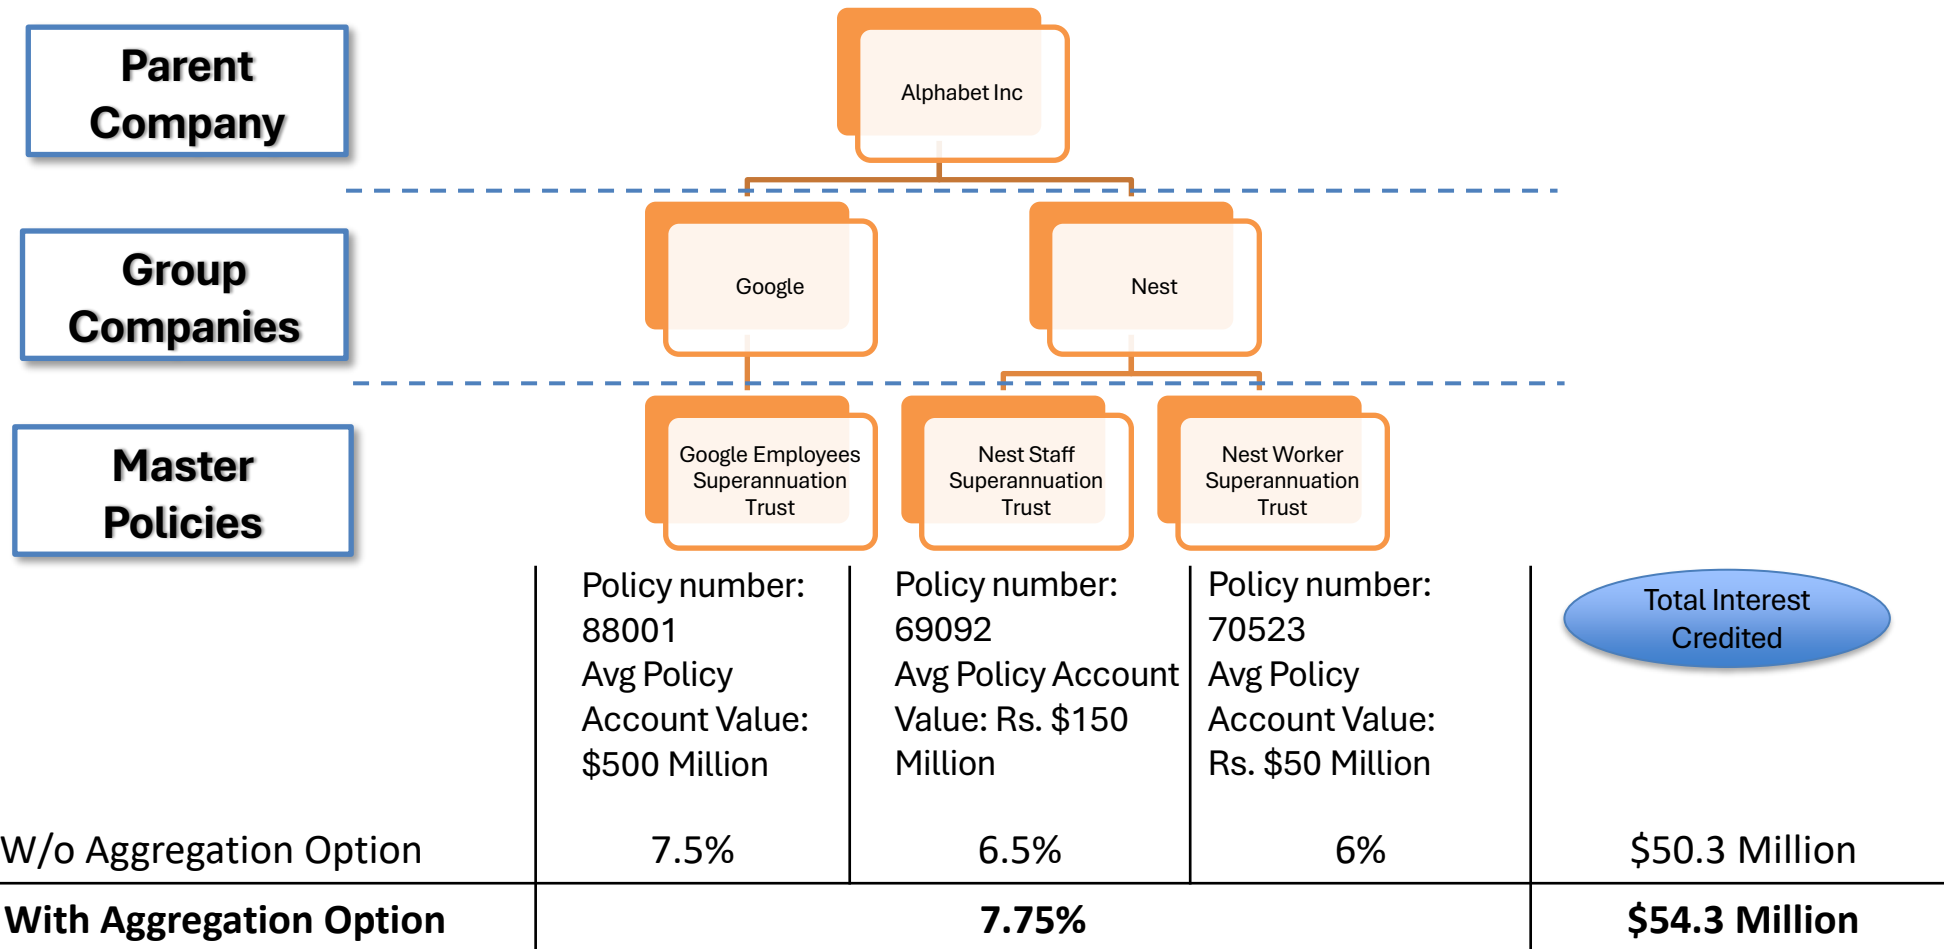 Parent
Company
Alphabet Inc
Group
Companies
Google
Nest
Master
Policies
Google Employees
Superannuation
Trust
Nest Staff
Superannuation
Trust
Nest Worker
Superannuation
Trust
Policy number:
88001
Avg Policy
Account Value:
$500 Million
Policy number:
69092
Avg Policy Account
Value: Rs. $150
Million
Policy number:
70523
Avg Policy
Account Value:
Rs. $50 Million
Total Interest
Credited
W/o Aggregation Option 7.5% 6.5% 6% $50.3 Million
With Aggregation Option 7.75% $54.3 Million